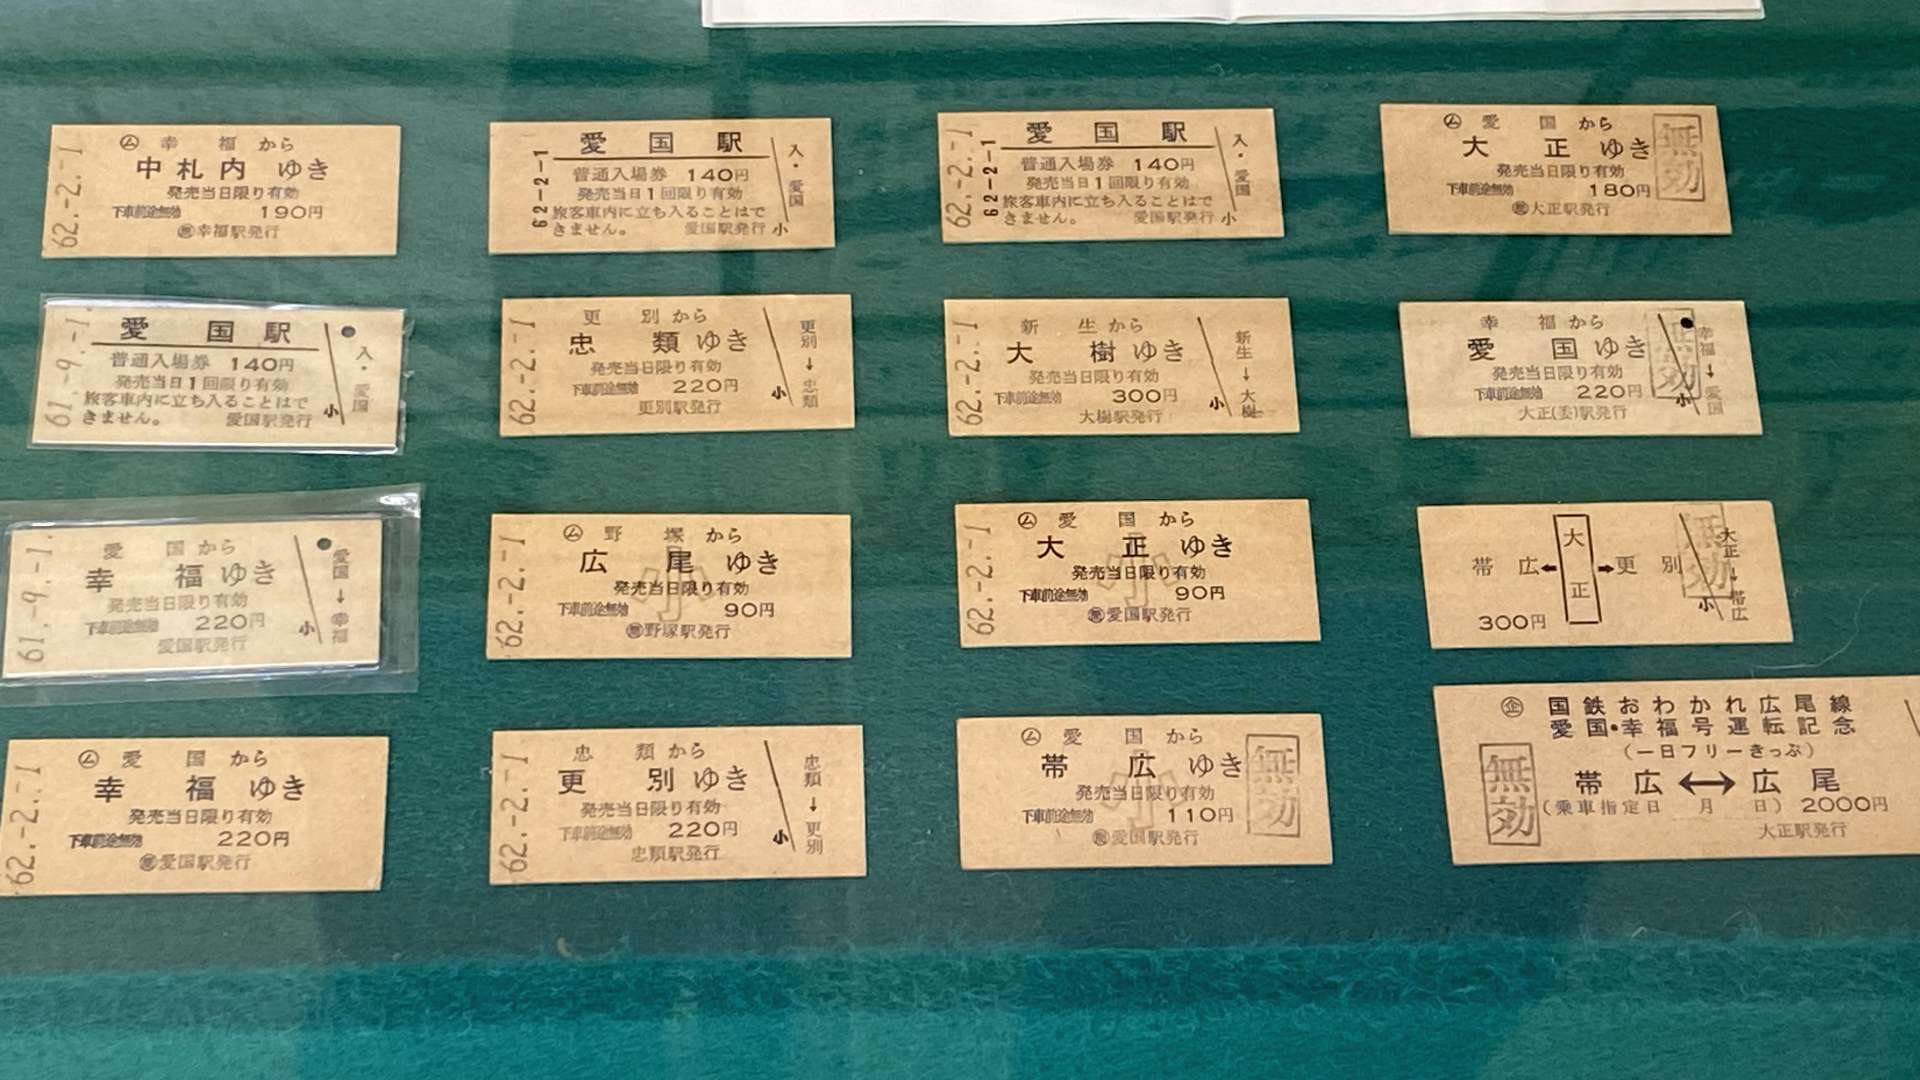 62.-2.-1
㋰ 幸福から
中札内ゆき
発売当日限り有効
下車前途無効 190円
㊄幸福駅発行
愛国駅
62-2-1
普通入場券 140円
発売当日1回限り有効
旅客車内に立ち入ることはで
きません。 愛国駅発行
入・愛国
小
愛国駅
62.-2.-1
62-2-1
普通入場券 140円
発売当日1回限り有効
旅客車内に立ち入ることはで
きません。 愛国駅発行
入・愛国
小
㋰ 愛国から
大正ゆき
発売当日限り有効
下車前途無効 180円
大正駅発行
無効
61.-9.-1.
愛国駅
普通入場券 140円
発売当日1回限り有効
旅客車内に立ち入ることはで
きません。 愛国駅発行
入・愛国
小
62.-2.-1
更別から
忠類ゆき
発売当日限り有効
下車前途無効 220円
更別駅発行
更別→忠類
小
62.-2.-1
新生から
大樹ゆき
発売当日限り有効
下車前途無効 300円
大樹駅発行
新生→大樹
小
幸福から
愛国ゆき
発売当日限り有効
下車前途無効 220円
大正(委)駅発行
幸福→愛国
小
無効
61.-9.-1.
愛国から
幸福ゆき
発売当日限り有効
下車前途無効 220円
愛国駅発行
愛国→幸福
小
62.-2.-1
㋰ 野塚から
広尾ゆき
発売当日限り有効
下車前途無効 90円
野塚駅発行
小
62.-2.-1
㋰ 愛国から
大正ゆき
発売当日限り有効
下車前途無効 90円
愛国駅発行
小
帯広←大正→更別
300円
大正→帯広
小
無効
62.-2.-1
㋰ 愛国から
幸福ゆき
発売当日限り有効
下車前途無効 220円
愛国駅発行
62.-2.-1
忠類から
更別ゆき
発売当日限り有効
下車前途無効 220円
忠類駅発行
忠類→更別
小
㋰ 愛国から
帯広ゆき
発売当日限り有効
下車前途無効 110円
愛国駅発行
小
無効
企 国鉄おわかれ広尾線
愛国・幸福号運転記念
(一日フリーきっぷ)
帯広↔広尾
(乗車指定日 月 日) 2000円
大正駅発行
無効